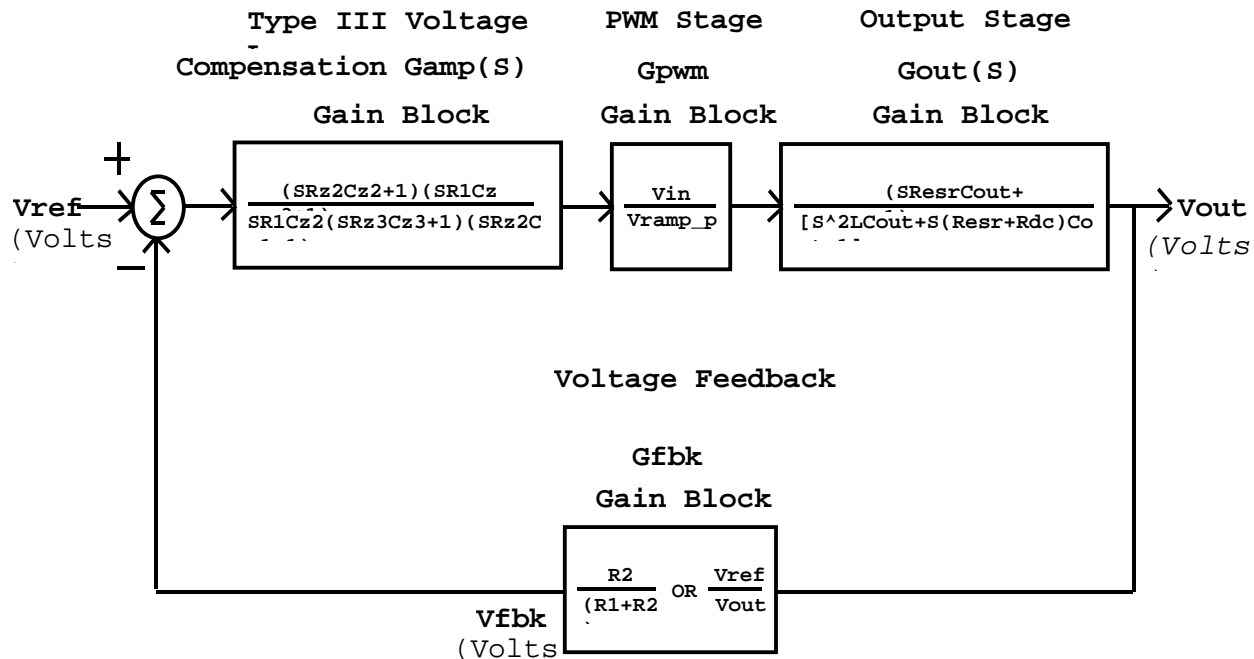 Type III Voltage
PWM Stage
Output Stage
Compensation Gamp(S)
Gpwm
Gout(S)
Gain Block
Gain Block
Gain Block
+
Vref
(Volts
−
Σ
(SRz2Cz2+1)(SR1Cz
SR1Cz2(SRz3Cz3+1)(SRz2C
Vin
Vramp_p
(SResrCout+
[S^2LCout+S(Resr+Rdc)Co
Vout
(Volts
Voltage Feedback
Gfbk
Gain Block
R2
(R1+R2
OR
Vref
Vout
Vfbk
(Volts